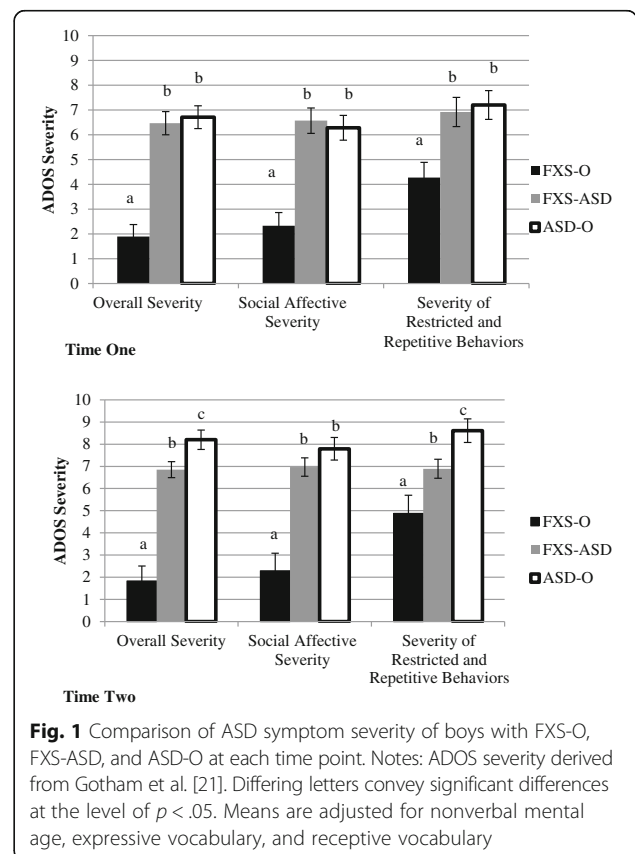 10
9
8
7
6
5
4
3
2
1
0
ADOS Severity
a
b
b
a
b
b
a
b
b
FXS-O
FXS-ASD
ASD-O
Overall Severity
Social Affective
Severity
Severity of
Restricted and
Repetitive Behaviors
Time One
10
9
8
7
6
5
4
3
2
1
0
ADOS Severity
a
b
c
a
b
b
a
b
c
FXS-O
FXS-ASD
ASD-O
Overall Severity
Social Affective
Severity
Severity of
Restricted and
Repetitive Behaviors
Time Two
Fig. 1 Comparison of ASD symptom severity of boys with FXS-O,
FXS-ASD, and ASD-O at each time point. Notes: ADOS severity derived
from Gotham et al. [21]. Differing letters convey significant differences
at the level of p < .05. Means are adjusted for nonverbal mental
age, expressive vocabulary, and receptive vocabulary